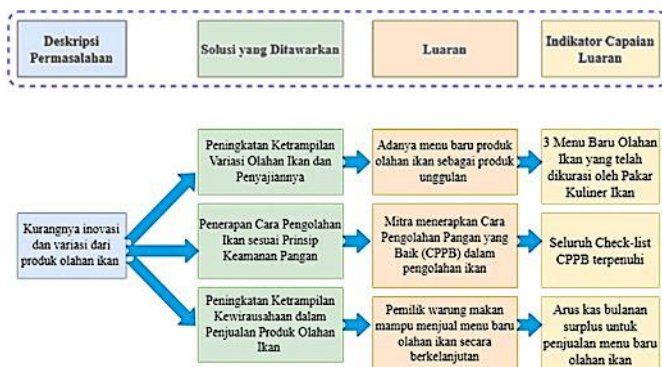 Deskripsi
Permasalahan
Solusi yang Ditawarkan
Luaran
Indikator Capaian
Luaran
Kurangnya inovasi
dan variasi dari
produk olahan ikan
Peningkatan Ketrampilan
Variasi Olahan Ikan dan
Penyajiannya
Adanya menu baru produk
olahan ikan sebagai produk
unggulan
3 Menu Baru Olahan
Ikan yang telah
dikurasi oleh Pakar
Kuliner Ikan
Penerapan Cara Pengolahan
Ikan sesuai Prinsip
Keamanan Pangan
Mitra menerapkan Cara
Pengolahan Pangan yang
Baik (CPPB) dalam
pengolahan ikan
Seluruh Check-list
CPPB terpenuhi
Peningkatan Ketrampilan
Kewirausahaan dalam
Penjualan Produk Olahan
Ikan
Pemilik warung makan
mampu menjual menu baru
olahan ikan secara
berkelanjutan
Arus kas bulanan
surplus untuk
penjualan menu baru
olahan ikan